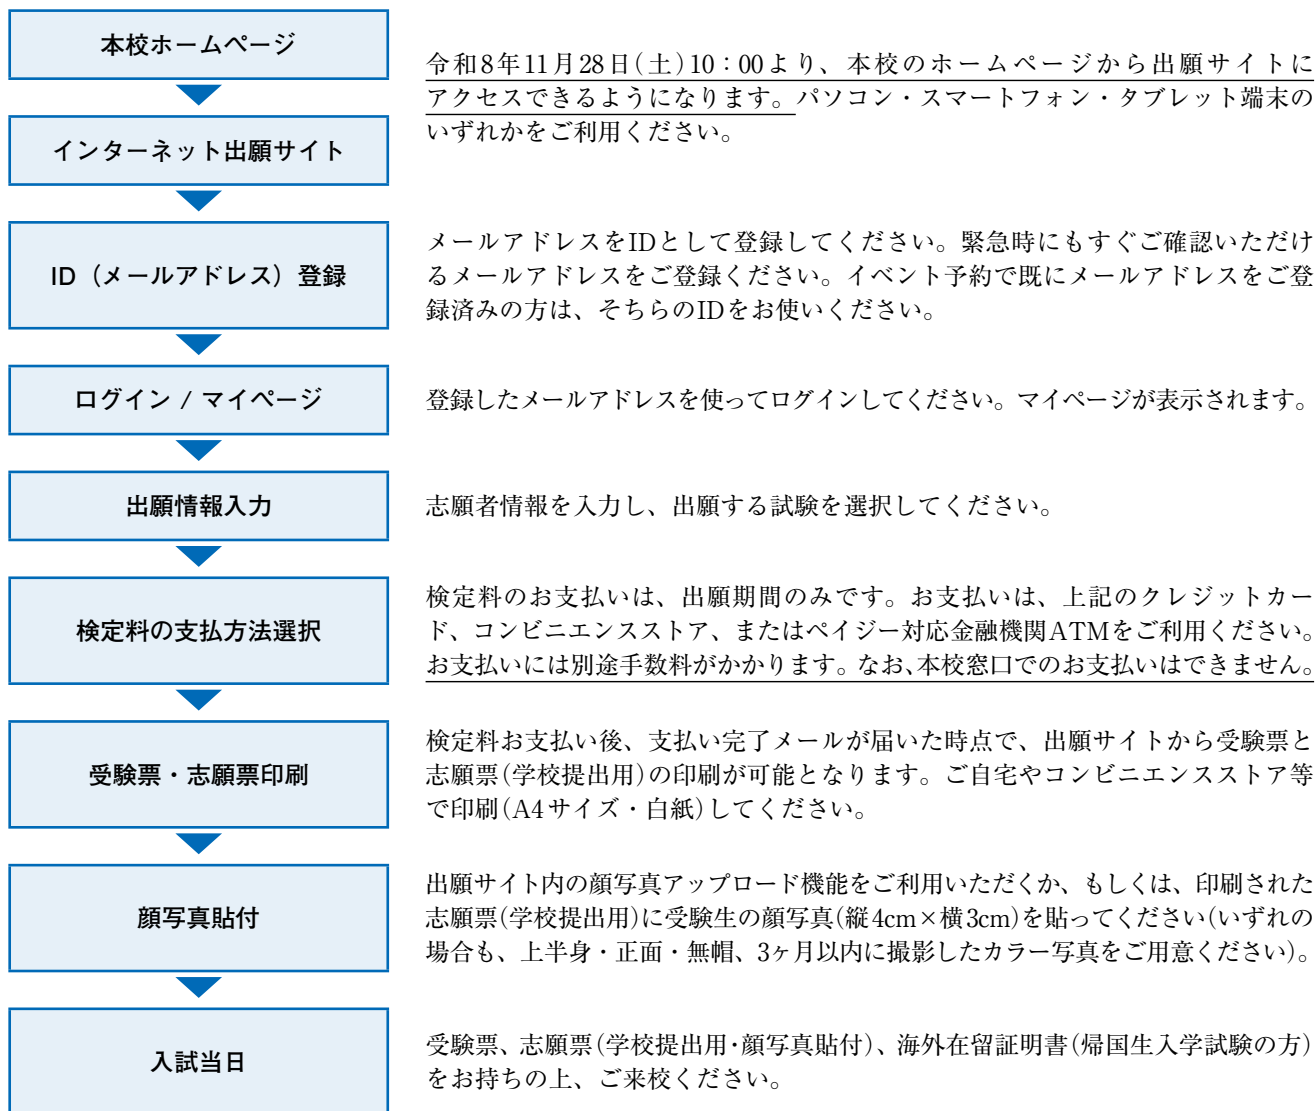 本校ホームページ
令和8年11月28日(土)10：00より、本校のホームページから出願サイトに
アクセスできるようになります。パソコン・スマートフォン・タブレット端末の
いずれかをご利用ください。
インターネット出願サイト
ID（メールアドレス）登録
メールアドレスをIDとして登録してください。緊急時にもすぐご確認いただけ
るメールアドレスをご登録ください。イベント予約で既にメールアドレスをご登
録済みの方は、そちらのIDをお使いください。
ログイン / マイページ
登録したメールアドレスを使ってログインしてください。マイページが表示されます。
出願情報入力
志願者情報を入力し、出願する試験を選択してください。
検定料の支払方法選択
検定料のお支払いは、出願期間のみです。お支払いは、上記のクレジットカー
ド、コンビニエンスストア、またはペイジー対応金融機関ATMをご利用ください。
お支払いには別途手数料がかかります。なお、本校窓口でのお支払いはできません。
受験票・志願票印刷
検定料お支払い後、支払い完了メールが届いた時点で、出願サイトから受験票と
志願票(学校提出用)の印刷が可能となります。ご自宅やコンビニエンスストア等
で印刷(A4サイズ・白紙)してください。
顔写真貼付
出願サイト内の顔写真アップロード機能をご利用いただくか、もしくは、印刷された
志願票(学校提出用)に受験生の顔写真(縦4cm×横3cm)を貼ってください(いずれの
場合も、上半身・正面・無帽、3ヶ月以内に撮影したカラー写真をご用意ください)。
入試当日
受験票、志願票(学校提出用・顔写真貼付)、海外在留証明書(帰国生入学試験の方)
をお持ちの上、ご来校ください。